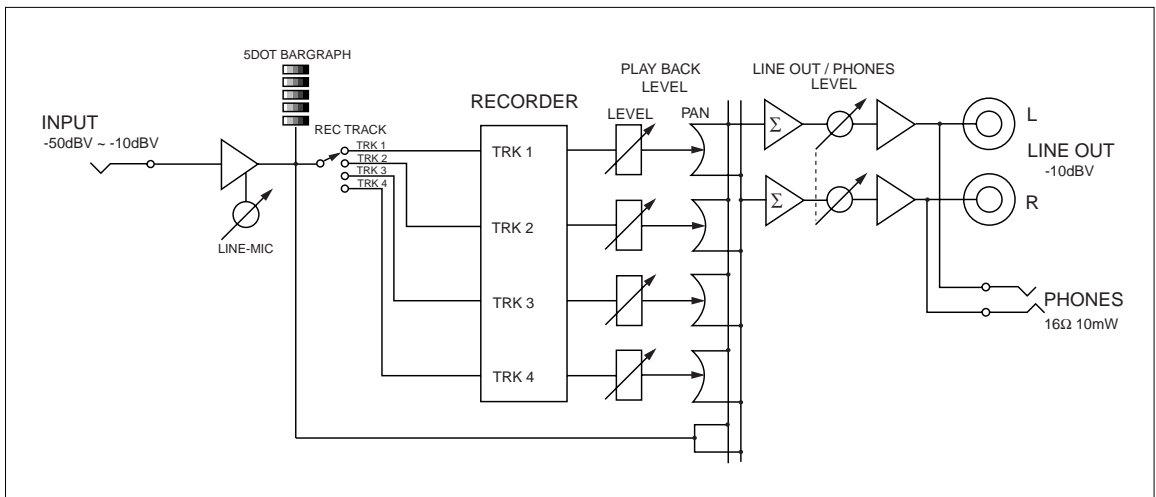 5DOT BARGRAPH
INPUT
-50dBV ~ -10dBV
LINE-MIC
REC TRACK
TRK 1
TRK 2
TRK 3
TRK 4
RECORDER
TRK 1
TRK 2
TRK 3
TRK 4
PLAY BACK
LEVEL
LEVEL
PAN
LINE OUT / PHONES
LEVEL
Σ
Σ
L
LINE OUT
-10dBV
R
PHONES
16Ω 10mW